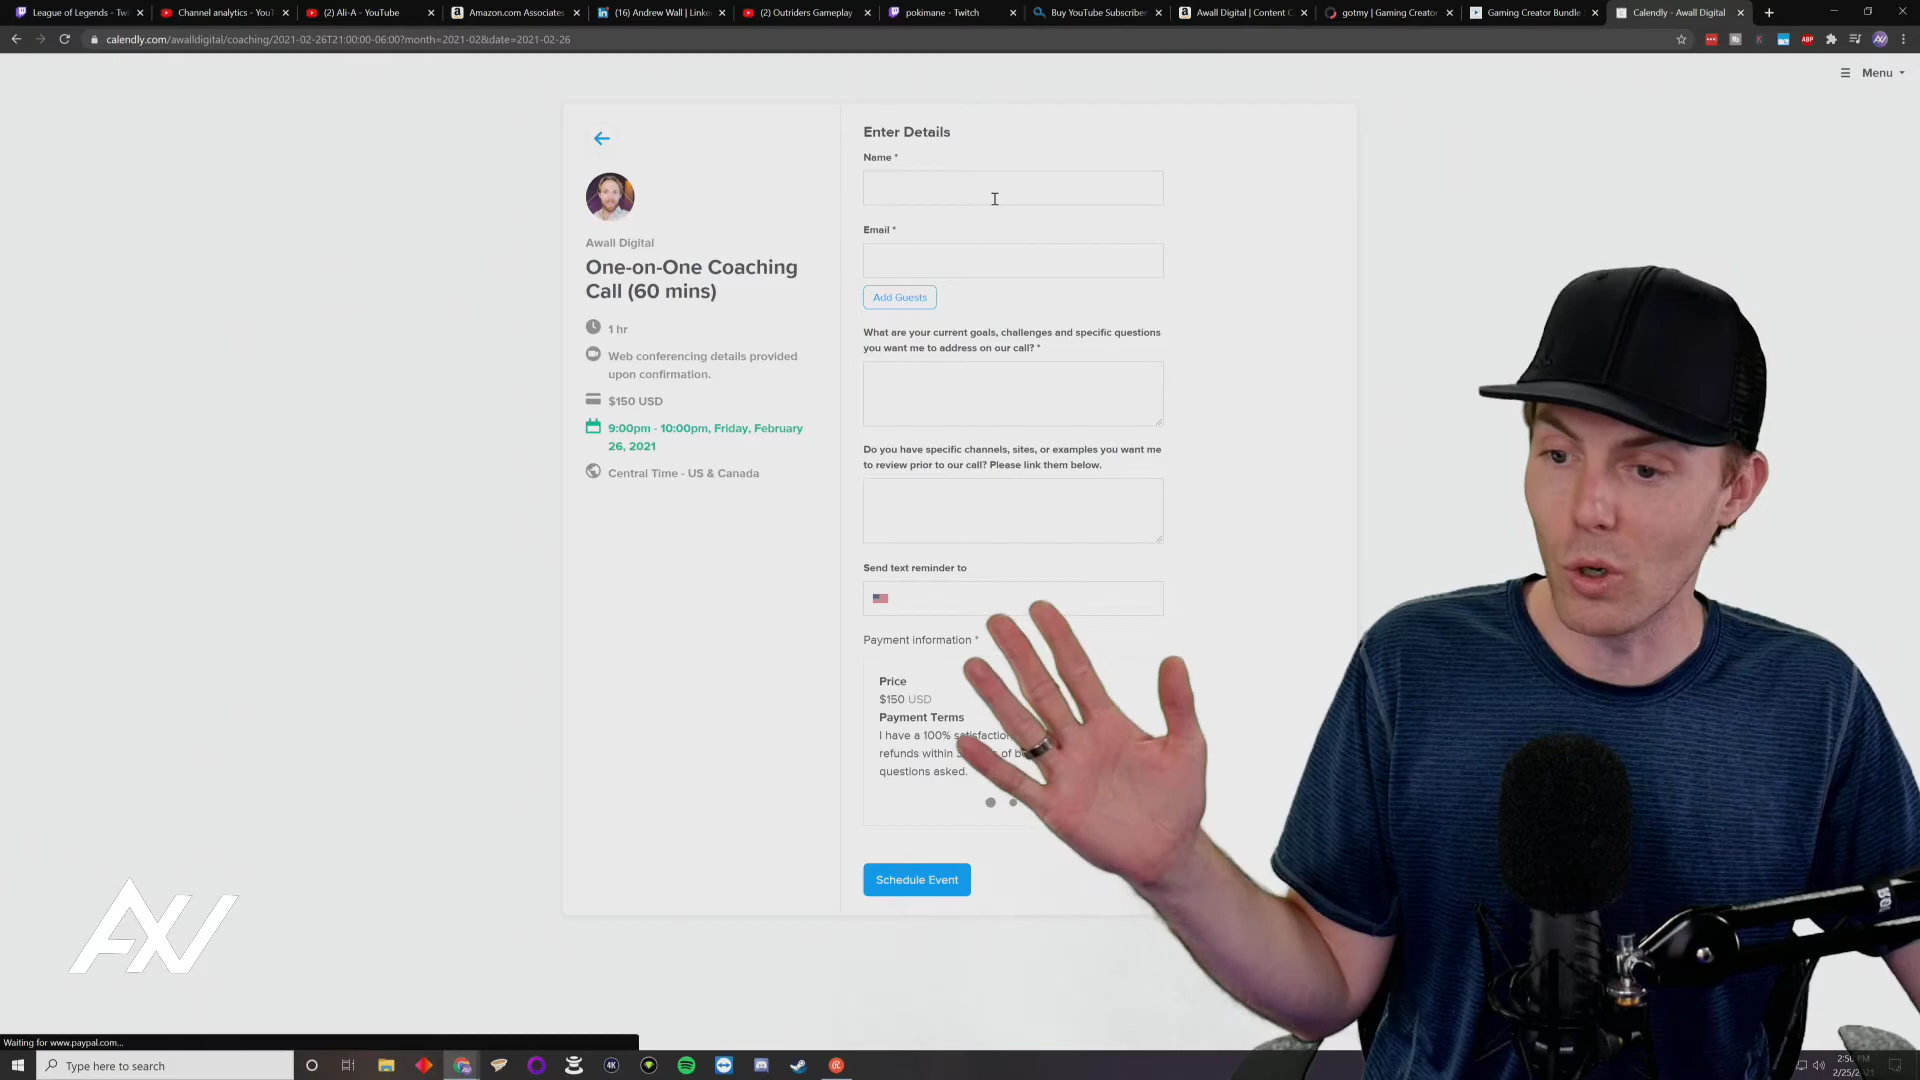 League of Legends - Twi
Channel analytics - YouT
(2) Ali-A - YouTube
Amazon.com Associates
(16) Andrew Wall | Linke
(2) Outriders Gameplay
pokimane - Twitch
Buy YouTube Subscriber
Awall Digital | Content C
gotmy | Gaming Creator
Gaming Creator Bundle
Calendly - Awall Digital
calendly.com/awalldigital/coaching/2021-02-26T21:00:00-06:00?month=2021-02&date=2021-02-26
ABP
Menu
Awall Digital
One-on-One Coaching
Call (60 mins)
1 hr
Web conferencing details provided
upon confirmation.
$150 USD
9:00pm - 10:00pm, Friday, February
26, 2021
Central Time - US & Canada
Enter Details
Name *
Email *
Add Guests
What are your current goals, challenges and specific questions
you want me to address on our call? *
Do you have specific channels, sites, or examples you want me
to review prior to our call? Please link them below.
Send text reminder to
Payment information *
Price
$150 USD
Payment Terms
I have a 100% satisfaction
refunds within
of
questions asked.
Schedule Event
Waiting for www.paypal.com...
Type here to search
4K